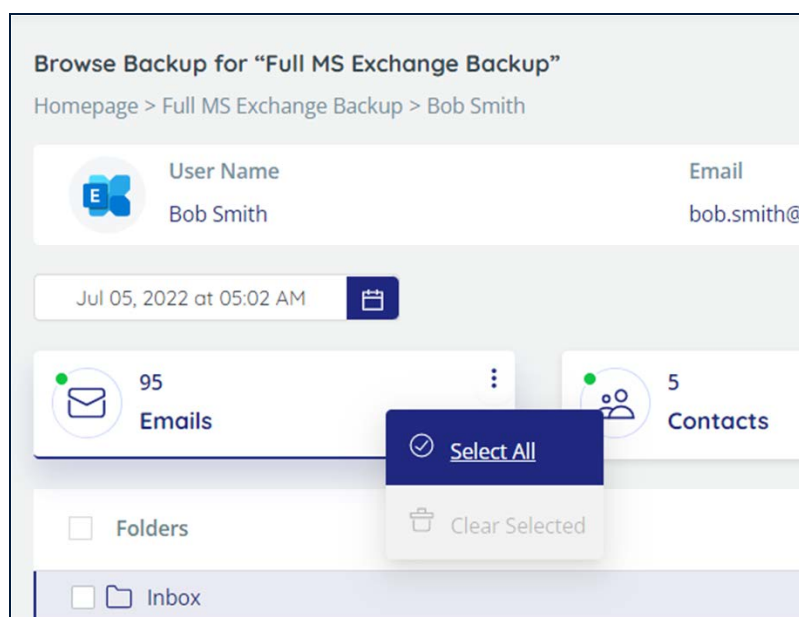 Browse Backup for “Full MS Exchange Backup”
Homepage > Full MS Exchange Backup > Bob Smith
User Name
Email
E
Bob Smith
bob.smith@
Jul 05, 2022 at 05:02 AM
95
Emails
5
Contacts
Select All
Clear Selected
Folders
Inbox